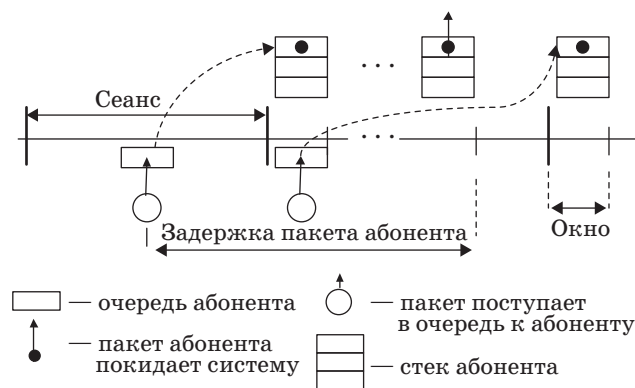 Сеанс
Задержка пакета абонента
Окно
— очередь абонента
— пакет поступает
в очередь к абоненту
— пакет абонента
покидает систему
— стек абонента